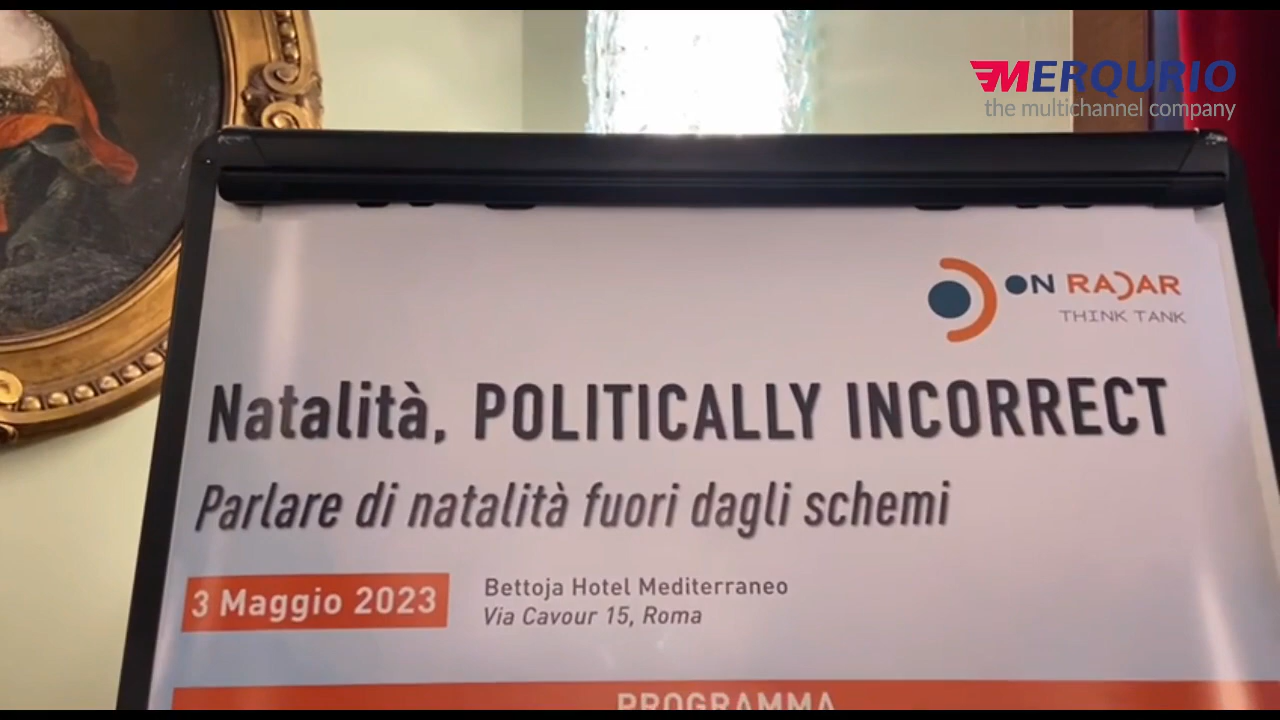 MERQURIO
the multichannel company
ON RADAR
THINK TANK
Natalità, POLITICALLY INCORRECT
Parlare di natalità fuori dagli schemi
3 Maggio 2023
Bettoja Hotel Mediterraneo
Via Cavour 15, Roma
PROGRAMMA